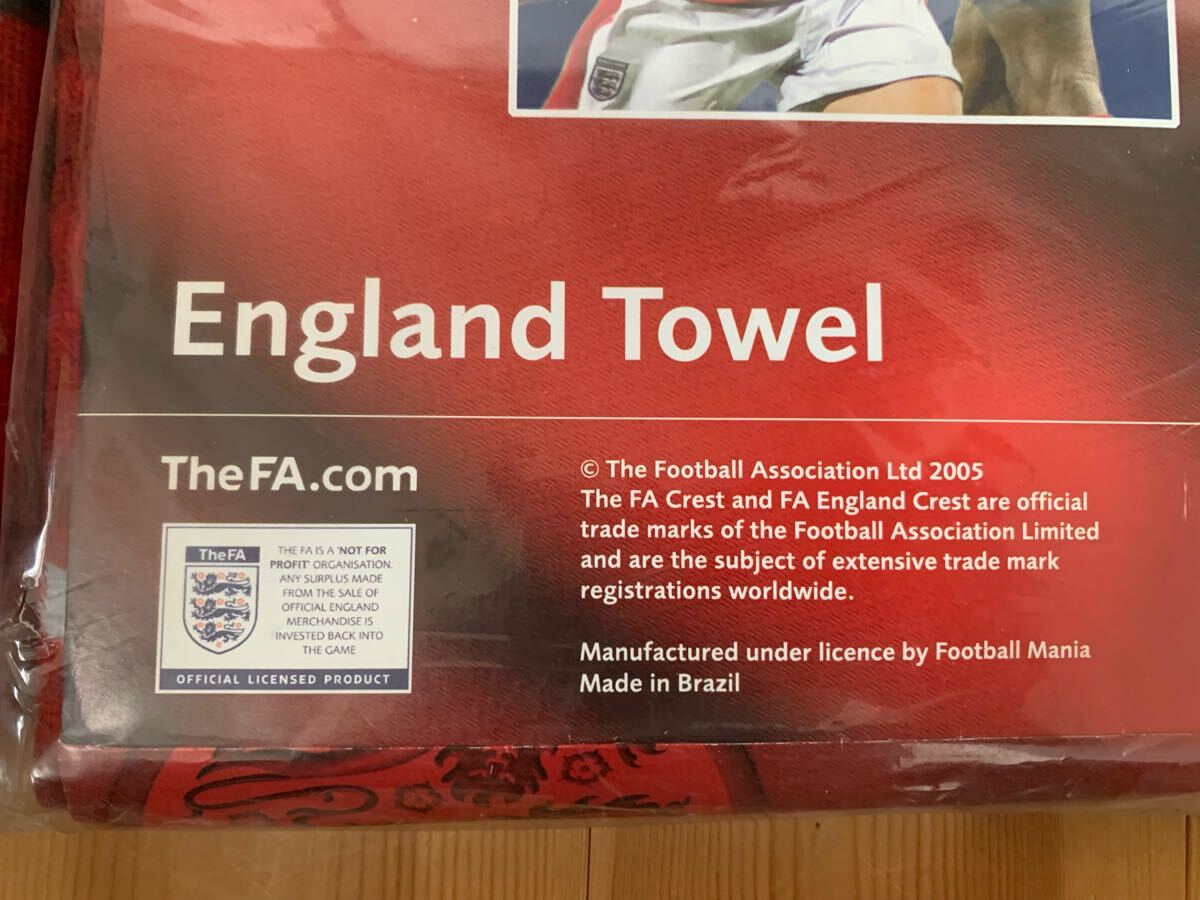 England Towel
TheFA.com
TheFA
THE FA IS A 'NOT FOR
PROFIT' ORGANISATION.
ANY SURPLUS MADE
FROM THE SALE OF
OFFICIAL ENGLAND
MERCHANDISE IS
INVESTED BACK INTO
THE GAME
OFFICIAL LICENSED PRODUCT
© The Football Association Ltd 2005
The FA Crest and FA England Crest are official
trade marks of the Football Association Limited
and are the subject of extensive trade mark
registrations worldwide.
Manufactured under licence by Football Mania
Made in Brazil